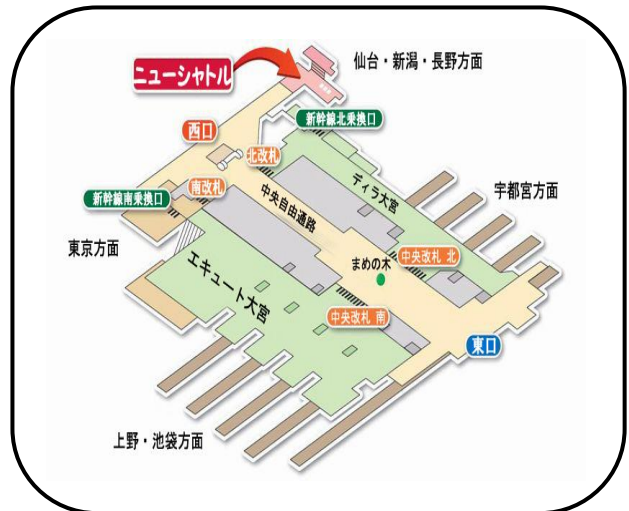 仙台・新潟・長野方面
ニューシャトル
新幹線北乗換口
西口
北改札
ディラ大宮
新幹線南乗換口
南改札
宇都宮方面
中央自由通路
東京方面
まめの木
中央改札 北
エキュート大宮
中央改札 南
東口
上野・池袋方面